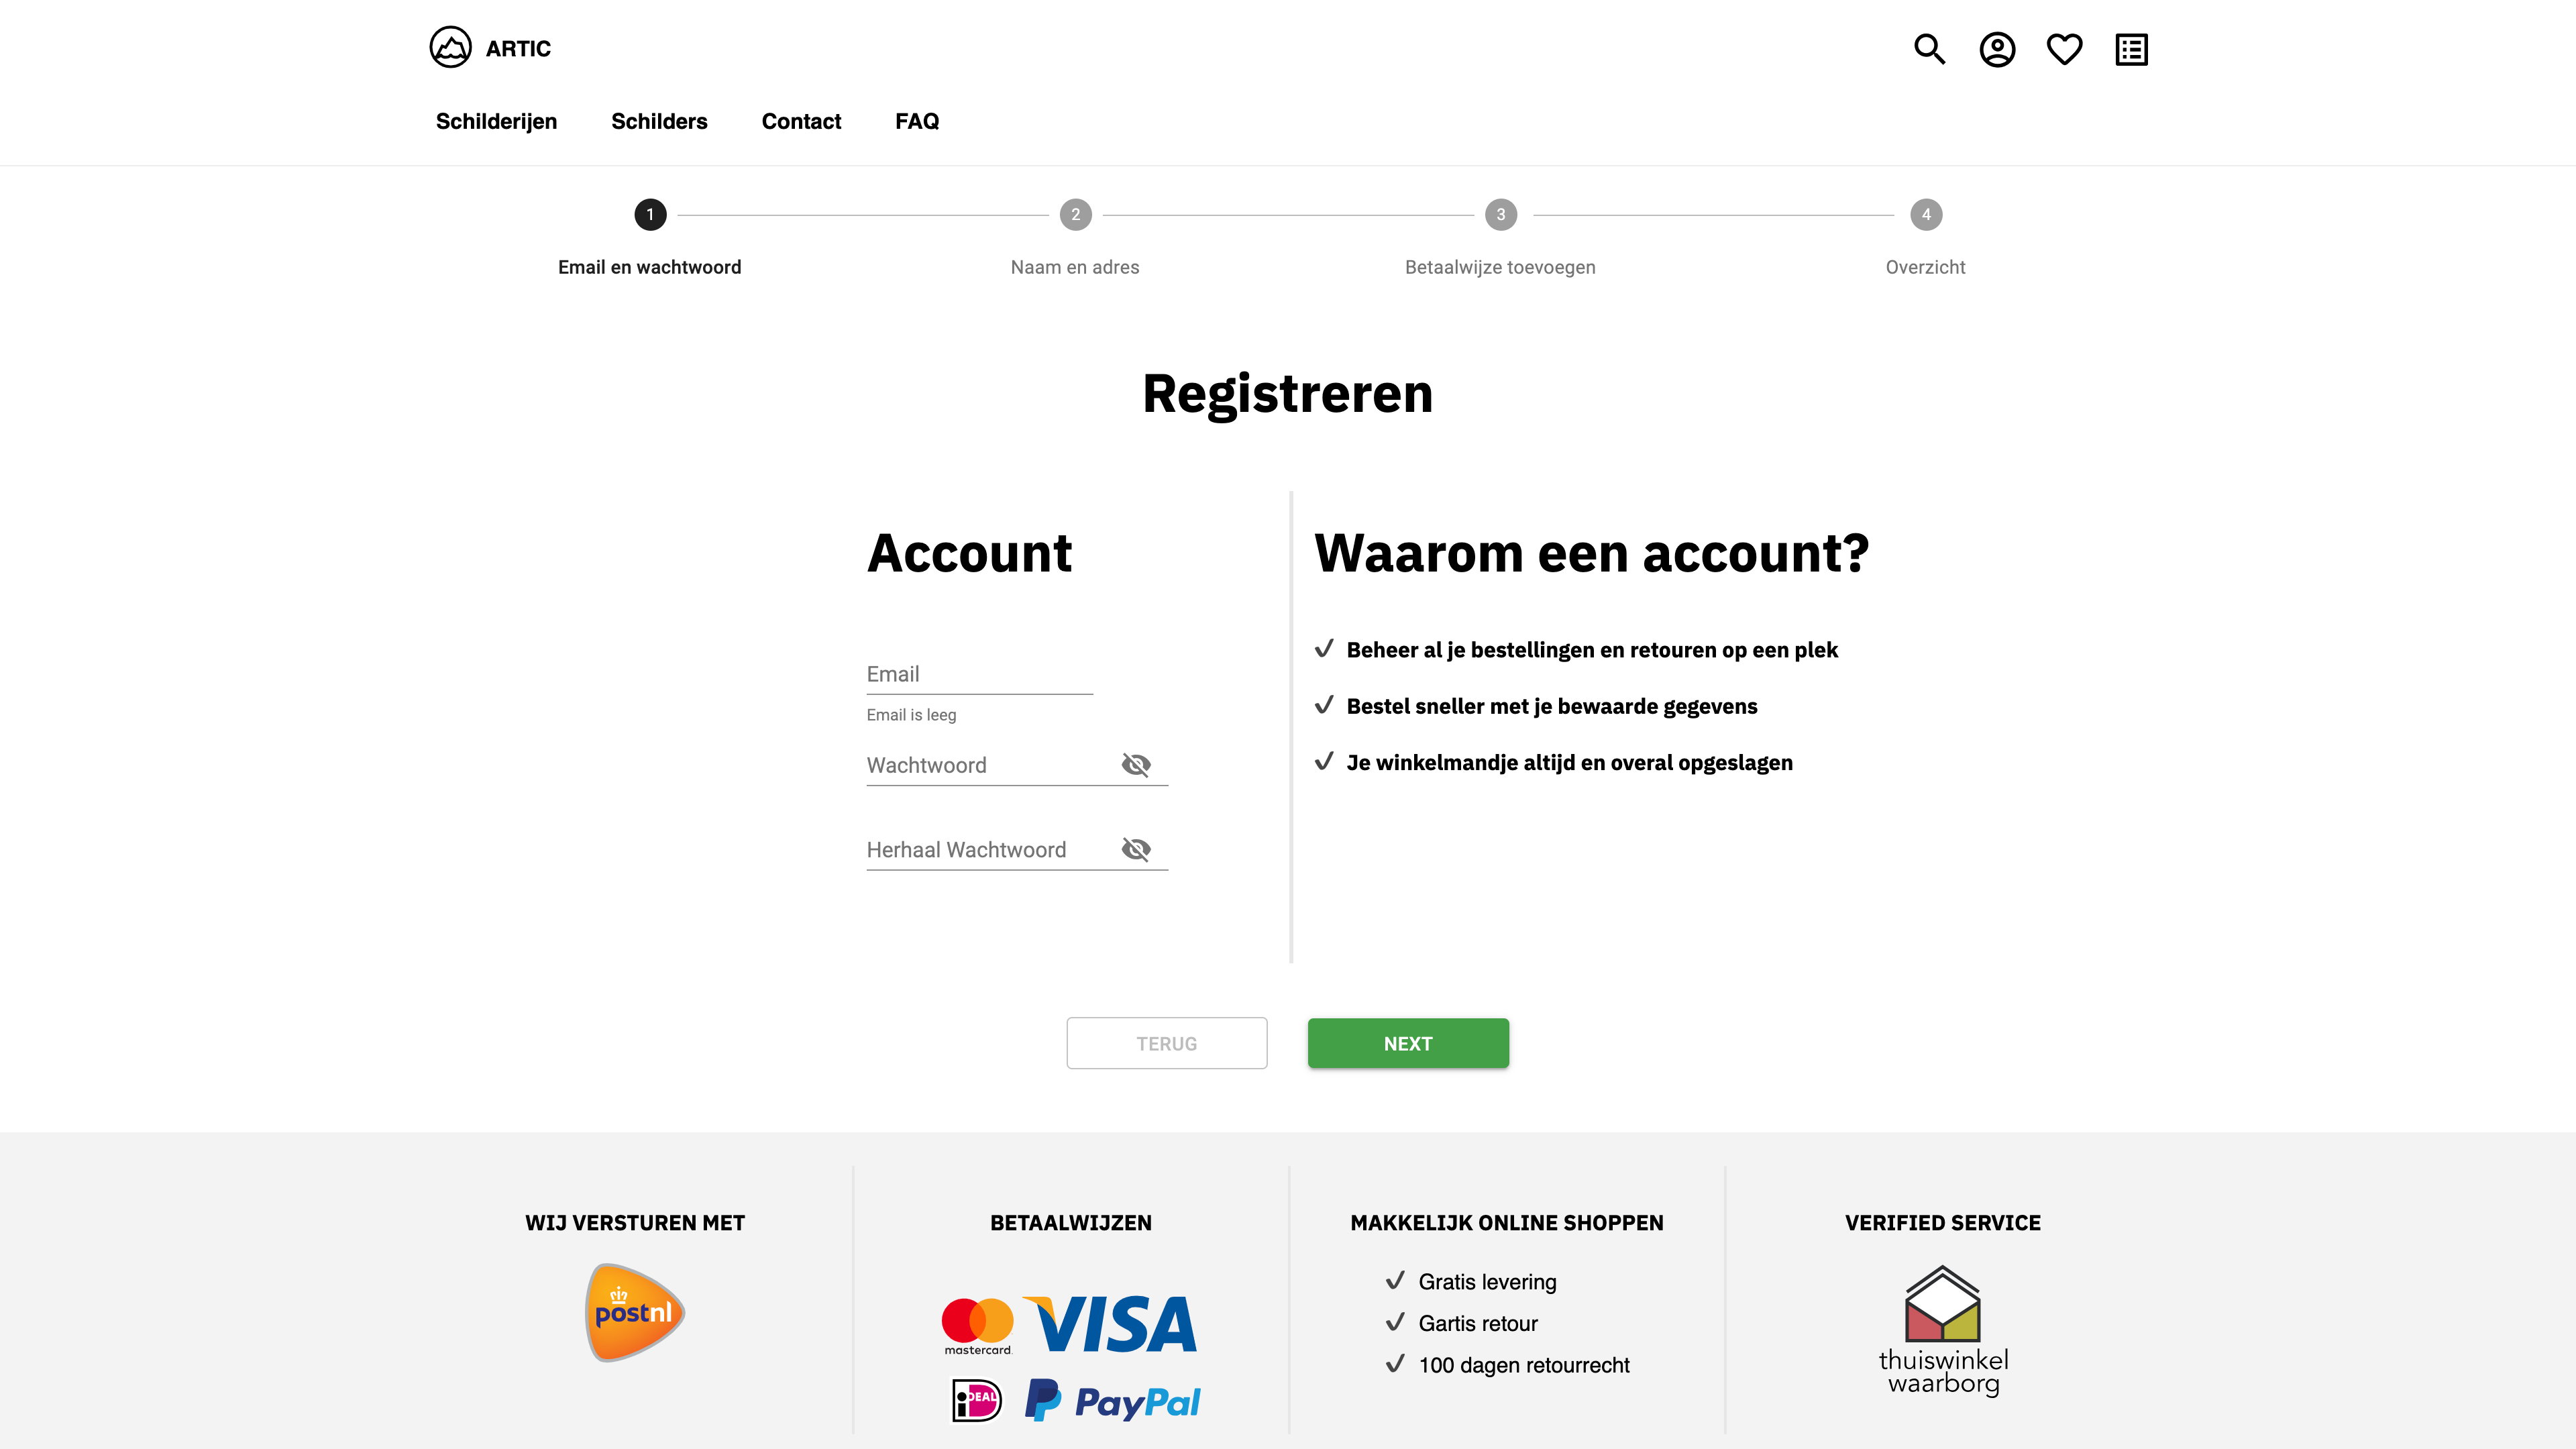 ARTIC
Schilderijen
Schilders
Contact
FAQ
1
2
3
4
Email en wachtwoord
Naam en adres
Betaalwijze toevoegen
Overzicht
Registreren
Account
Email
Email is leeg
Wachtwoord
Herhaal Wachtwoord
Waarom een account?
Beheer al je bestellingen en retouren op een plek
Bestel sneller met je bewaarde gegevens
Je winkelmandje altijd en overal opgeslagen
TERUG
NEXT
WIJ VERSTUREN MET
postnl
BETAALWIJZEN
mastercard.
VISA
iDEAL
PayPal
MAKKELIJK ONLINE SHOPPEN
Gratis levering
Gartis retour
100 dagen retourrecht
VERIFIED SERVICE
thuiswinkel
waarborg